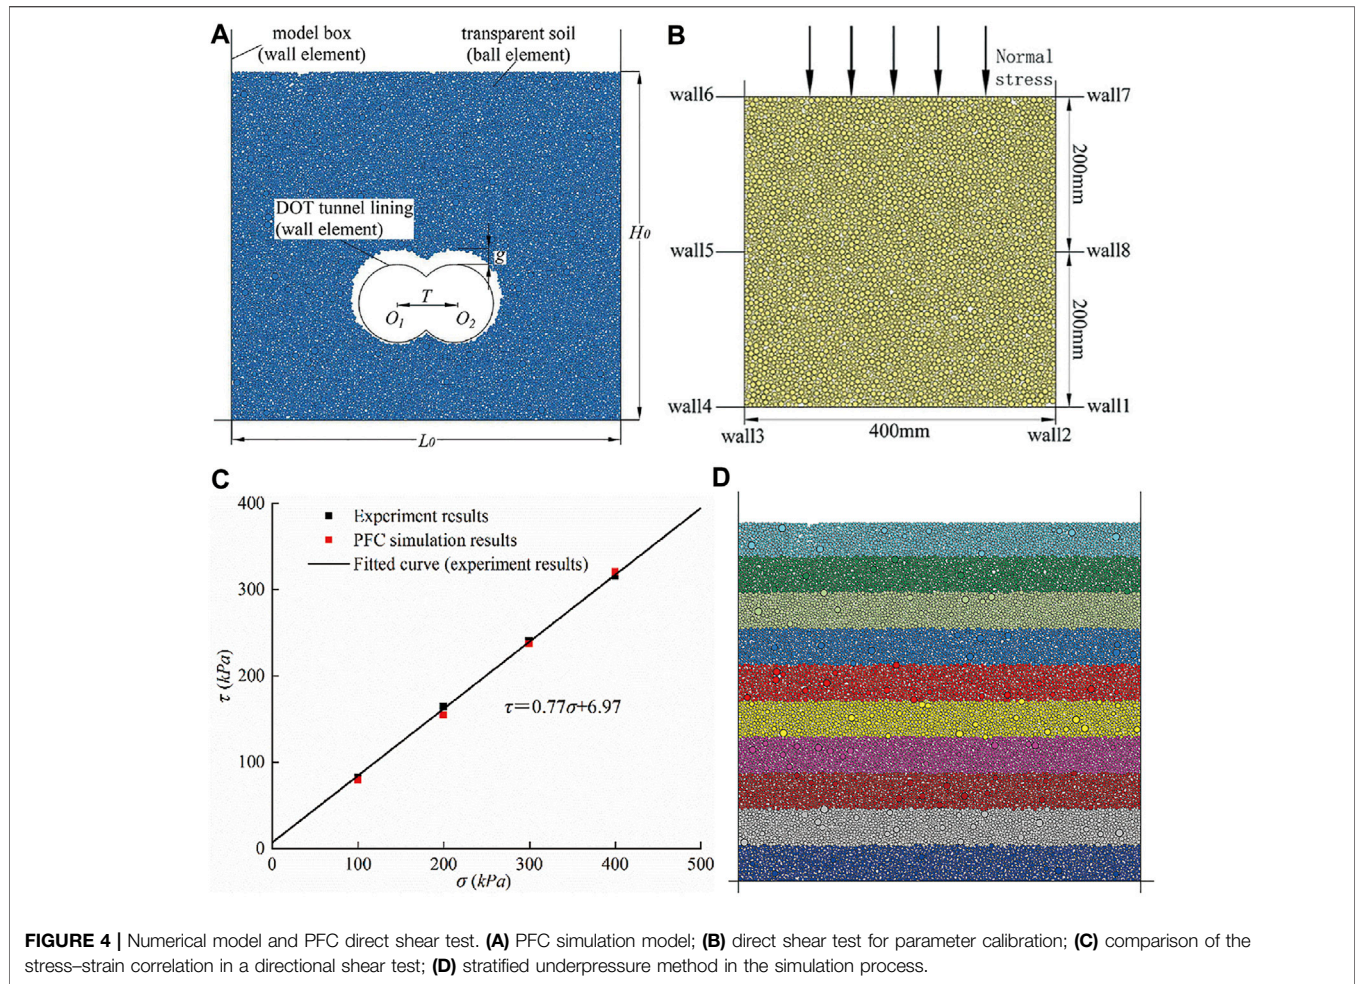 A
model box
(wall element)
transparent soil
(ball element)
DOT tunnel lining
(wall element)
g
H0
T
O1
O2
L0
B
Normal
stress
wall6
wall7
200mm
wall5
wall8
200mm
wall4
wall1
wall3
400mm
wall2
C
400
300
200
100
0
τ (kPa)
Experiment results
PFC simulation results
Fitted curve (experiment results)
τ=0.77σ+6.97
0
100
200
300
400
500
σ (kPa)
D
FIGURE 4 | Numerical model and PFC direct shear test. (A) PFC simulation model; (B) direct shear test for parameter calibration; (C) comparison of the
stress–strain correlation in a directional shear test; (D) stratified underpressure method in the simulation process.